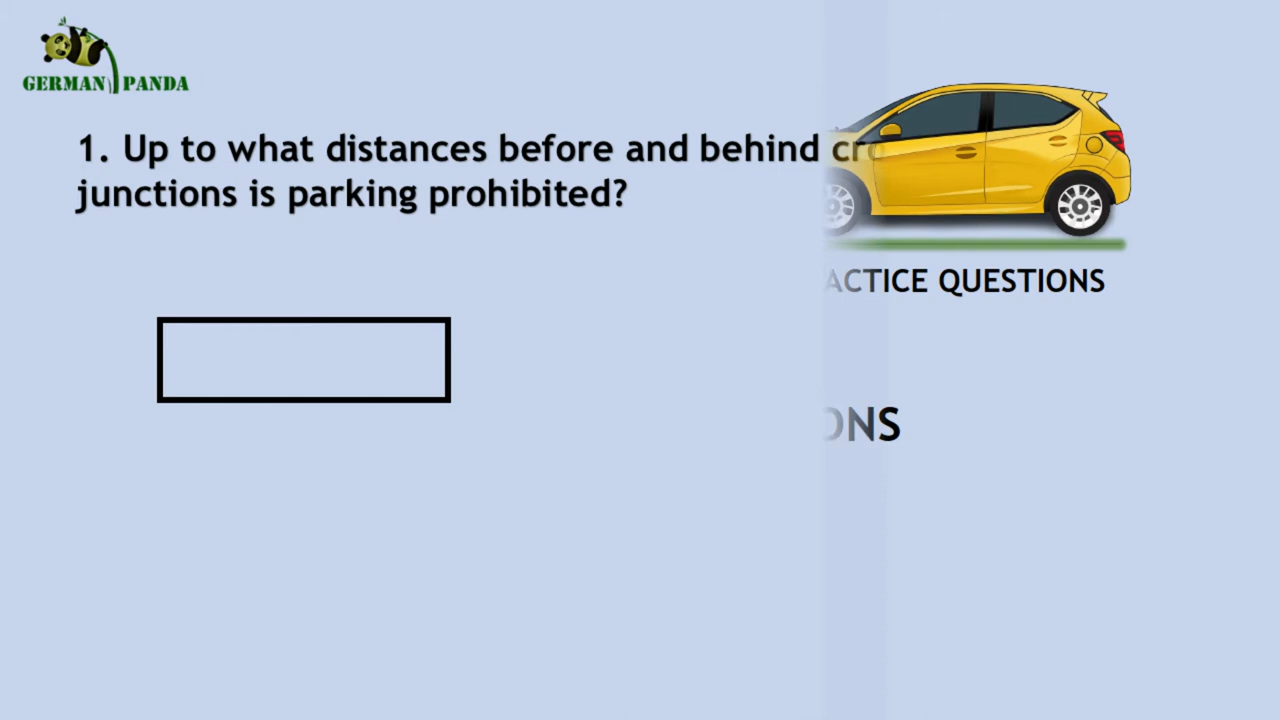 GERMAN PANDA
1. Up to what distances before and behind
junctions is parking prohibited?
ACTICE QUESTIONS
ONS